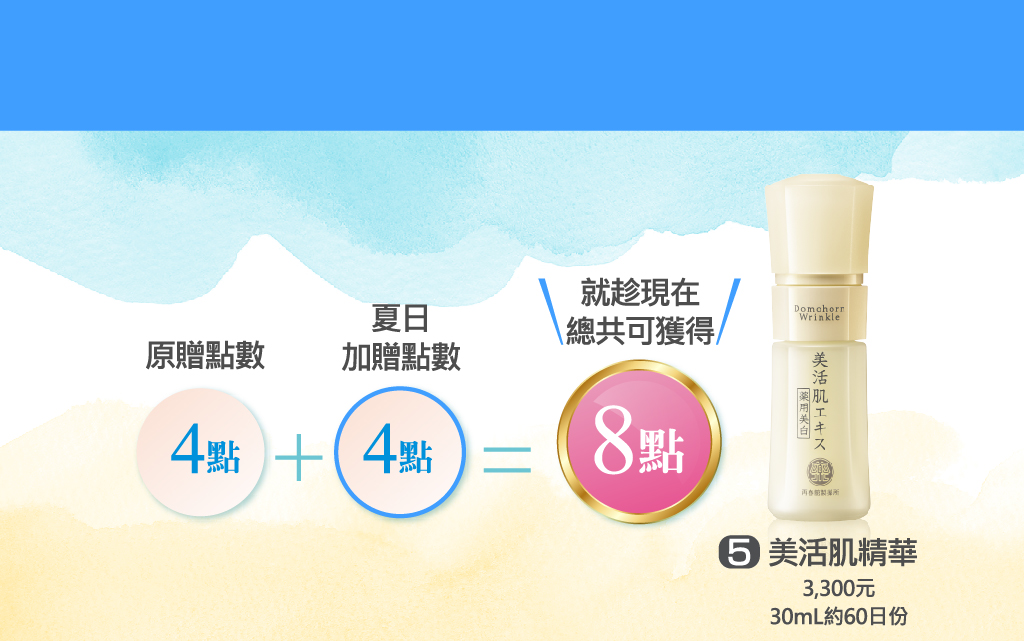 原贈點數
4點
+
夏日
加贈點數
4點
=
就趁現在
總共可獲得
8點
Domohorn
Wrinkle
美活肌エキス
薬用美白
再春館製薬所
5 美活肌精華
3,300元
30mL約60日份